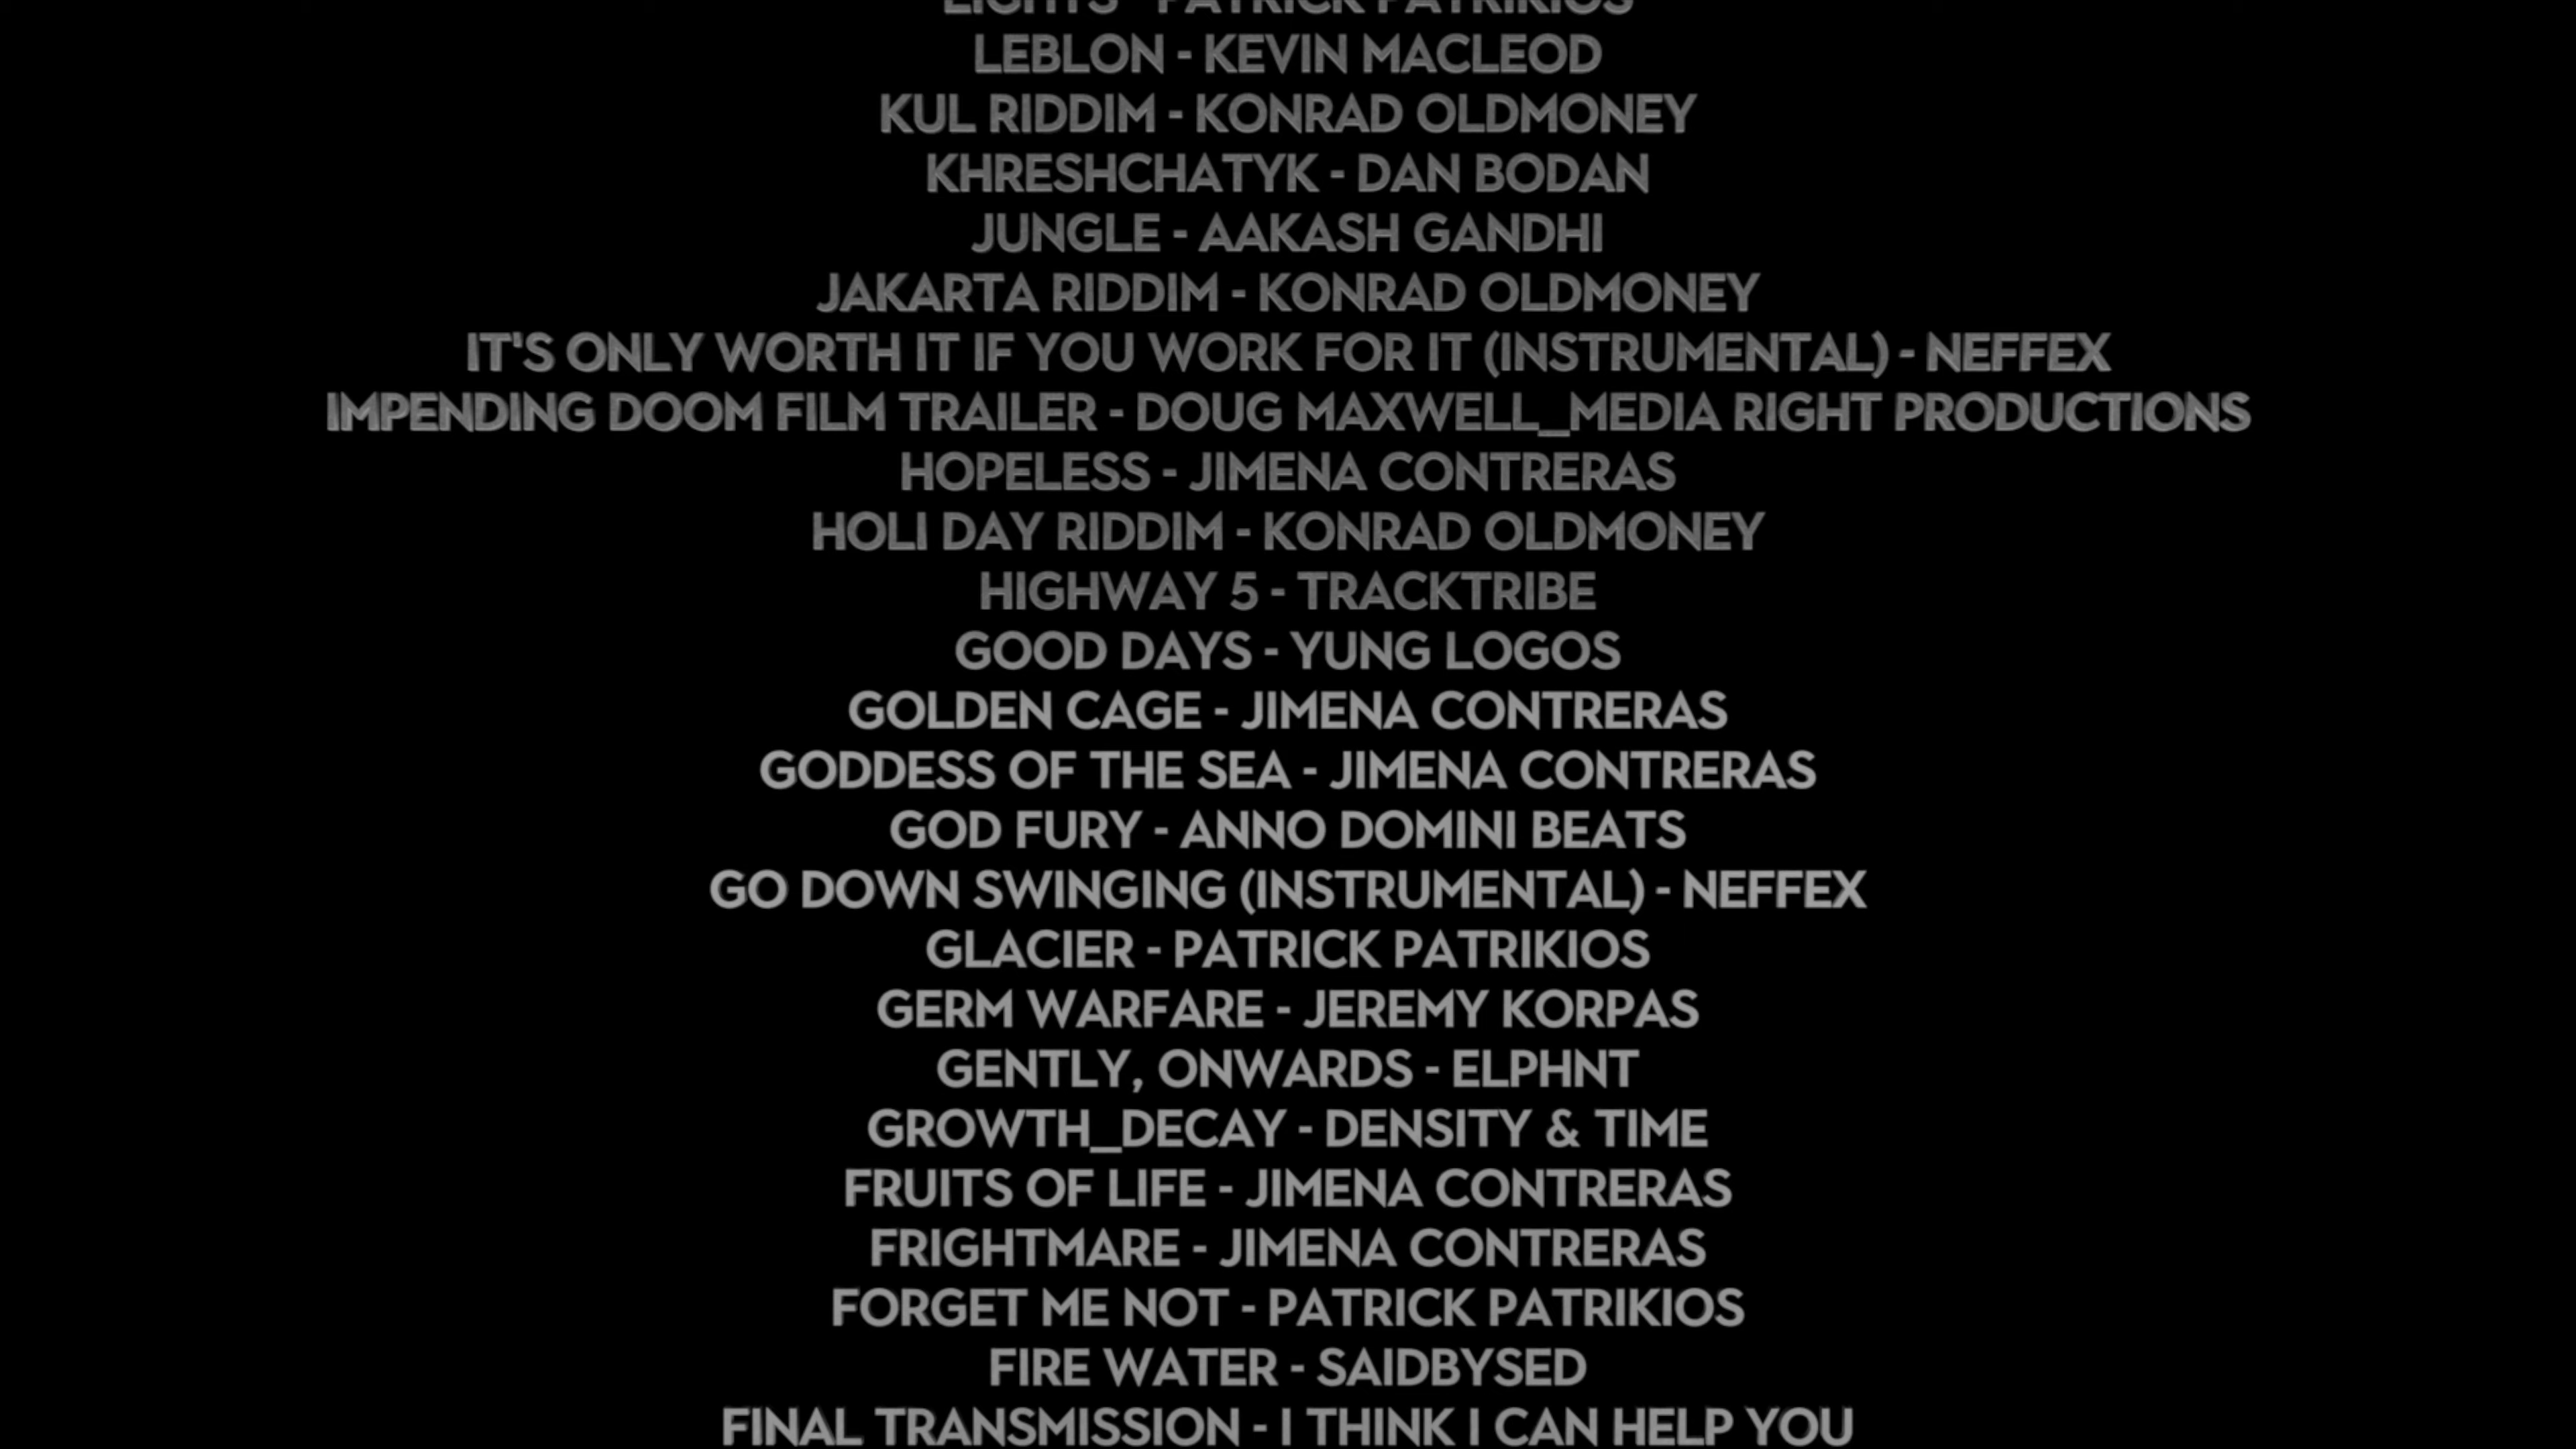 LIGHTS - PATRICK PATRIKIOS
LEBLON - KEVIN MACLEOD
KUL RIDDIM - KONRAD OLDMONEY
KHRESHCHATYK - DAN BODAN
JUNGLE - AAKASH GANDHI
JAKARTA RIDDIM - KONRAD OLDMONEY
IT'S ONLY WORTH IT IF YOU WORK FOR IT (INSTRUMENTAL) - NEFFEX
IMPENDING DOOM FILM TRAILER - DOUG MAXWELL_MEDIA RIGHT PRODUCTIONS
HOPELESS - JIMENA CONTRERAS
HOLI DAY RIDDIM - KONRAD OLDMONEY
HIGHWAY 5 - TRACKTRIBE
GOOD DAYS - YUNG LOGOS
GOLDEN CAGE - JIMENA CONTRERAS
GODDESS OF THE SEA - JIMENA CONTRERAS
GOD FURY - ANNO DOMINI BEATS
GO DOWN SWINGING (INSTRUMENTAL) - NEFFEX
GLACIER - PATRICK PATRIKIOS
GERM WARFARE - JEREMY KORPAS
GENTLY, ONWARDS - ELPHNT
GROWTH_DECAY - DENSITY & TIME
FRUITS OF LIFE - JIMENA CONTRERAS
FRIGHTMARE - JIMENA CONTRERAS
FORGET ME NOT - PATRICK PATRIKIOS
FIRE WATER - SAIDBYSED
FINAL TRANSMISSION - I THINK I CAN HELP YOU